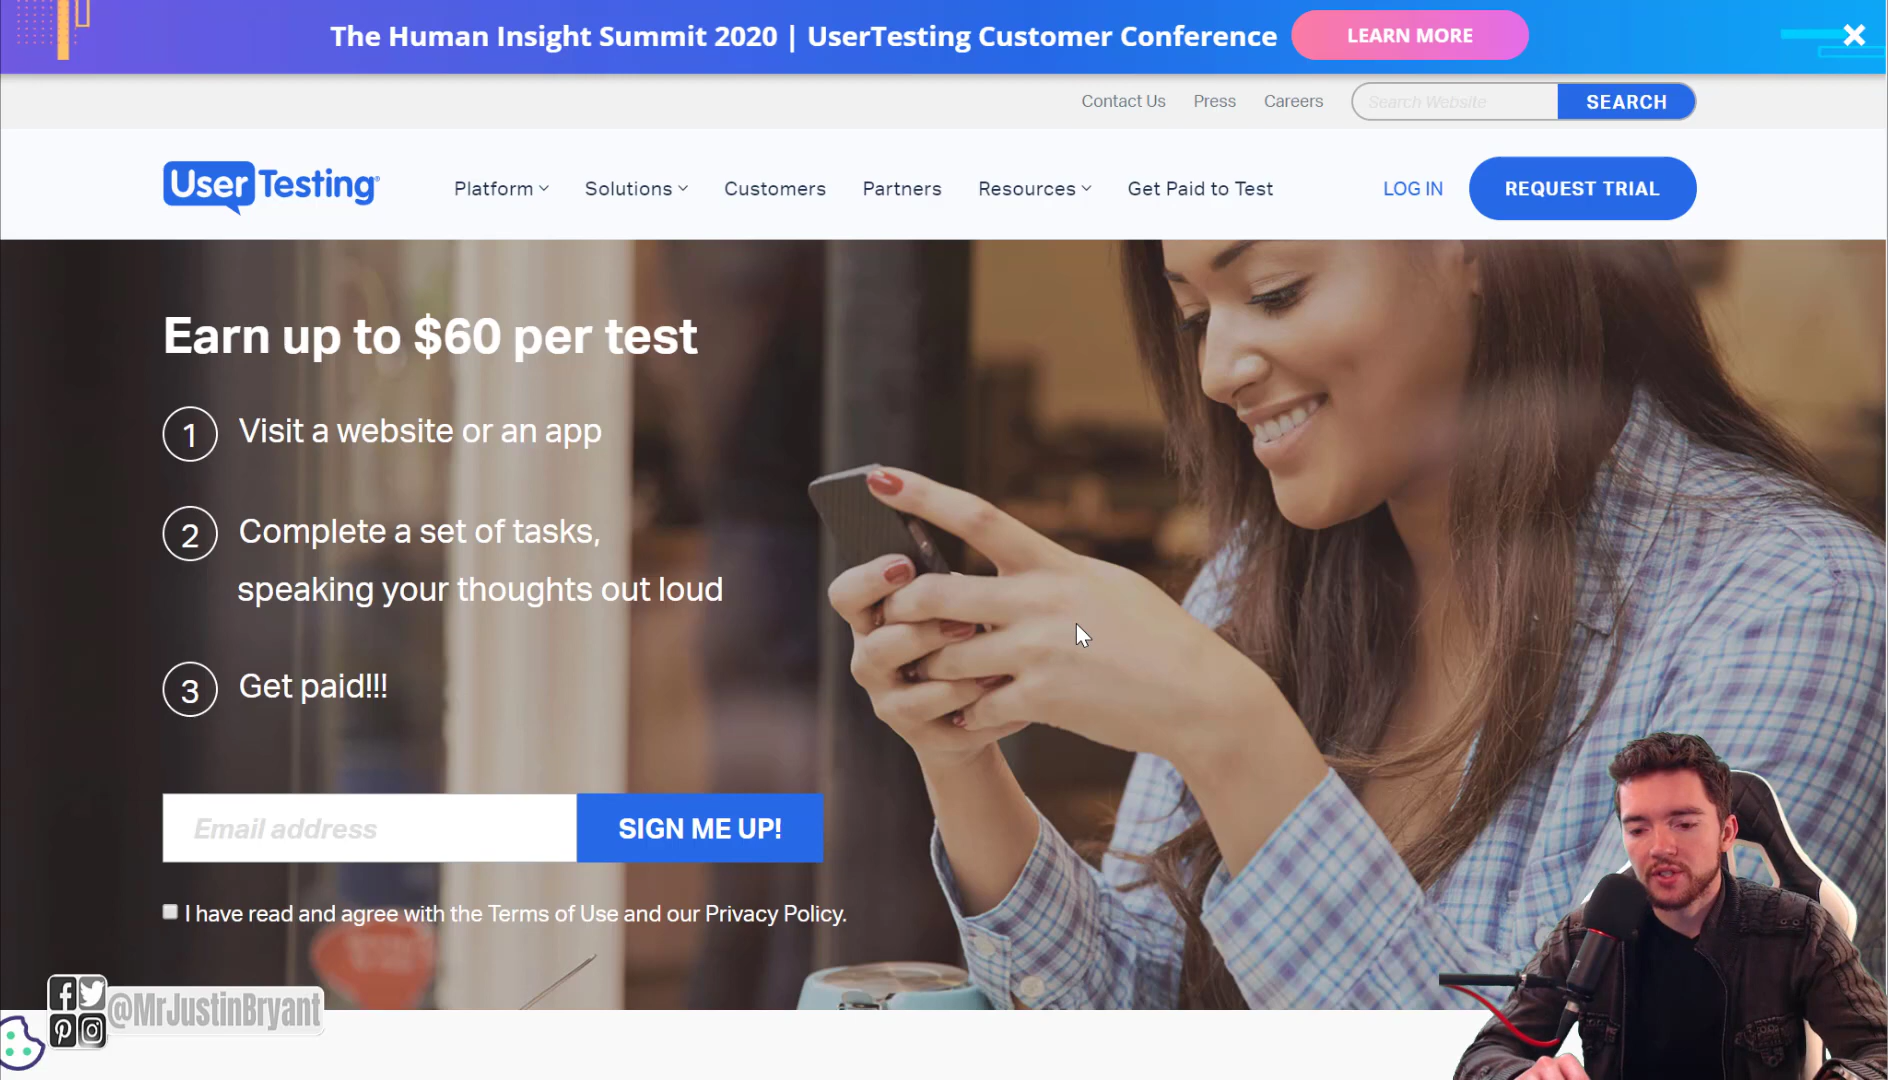 The Human Insight Summit 2020 | UserTesting Customer Conference
LEARN MORE
Contact Us
Press
Careers
Search Website
SEARCH
UserTesting
Platform
Solutions
Customers
Partners
Resources
Get Paid to Test
LOG IN
REQUEST TRIAL
Earn up to $60 per test
1 Visit a website or an app
2 Complete a set of tasks,
speaking your thoughts out loud
3 Get paid!!!
Email address
SIGN ME UP!
I have read and agree with the Terms of Use and our Privacy Policy.
@MrJustinBryant